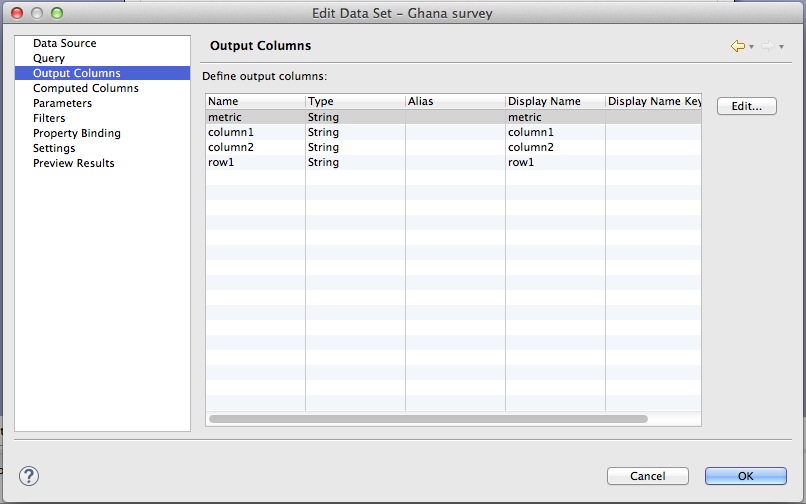 Edit Data Set – Ghana survey
Data Source
Query
Output Columns
Computed Columns
Parameters
Filters
Property Binding
Settings
Preview Results
Output Columns
Define output columns:
Name Type Alias Display Name Display Name Key
metric String metric
column1 String column1
column2 String column2
row1 String row1
Edit...
?
Cancel OK